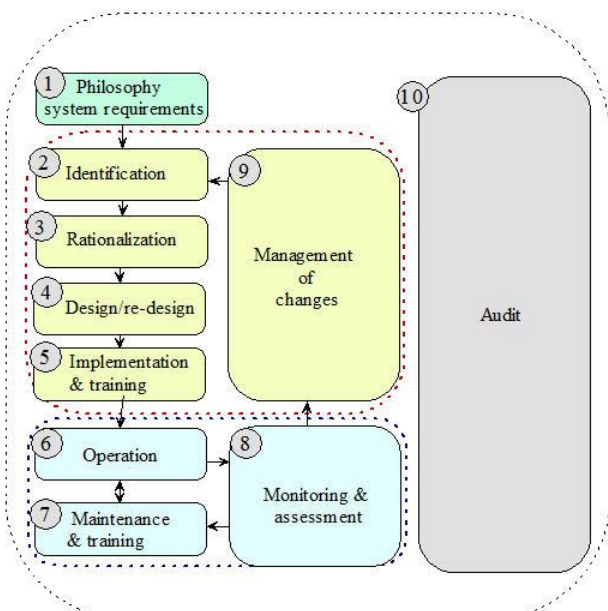 1
Philosophy
system requirements
2
Identification
3
Rationalization
4
Design/re-design
5
Implementation
& training
6
Operation
7
Maintenance
& training
8
Monitoring &
assessment
9
Management
of
changes
10
Audit